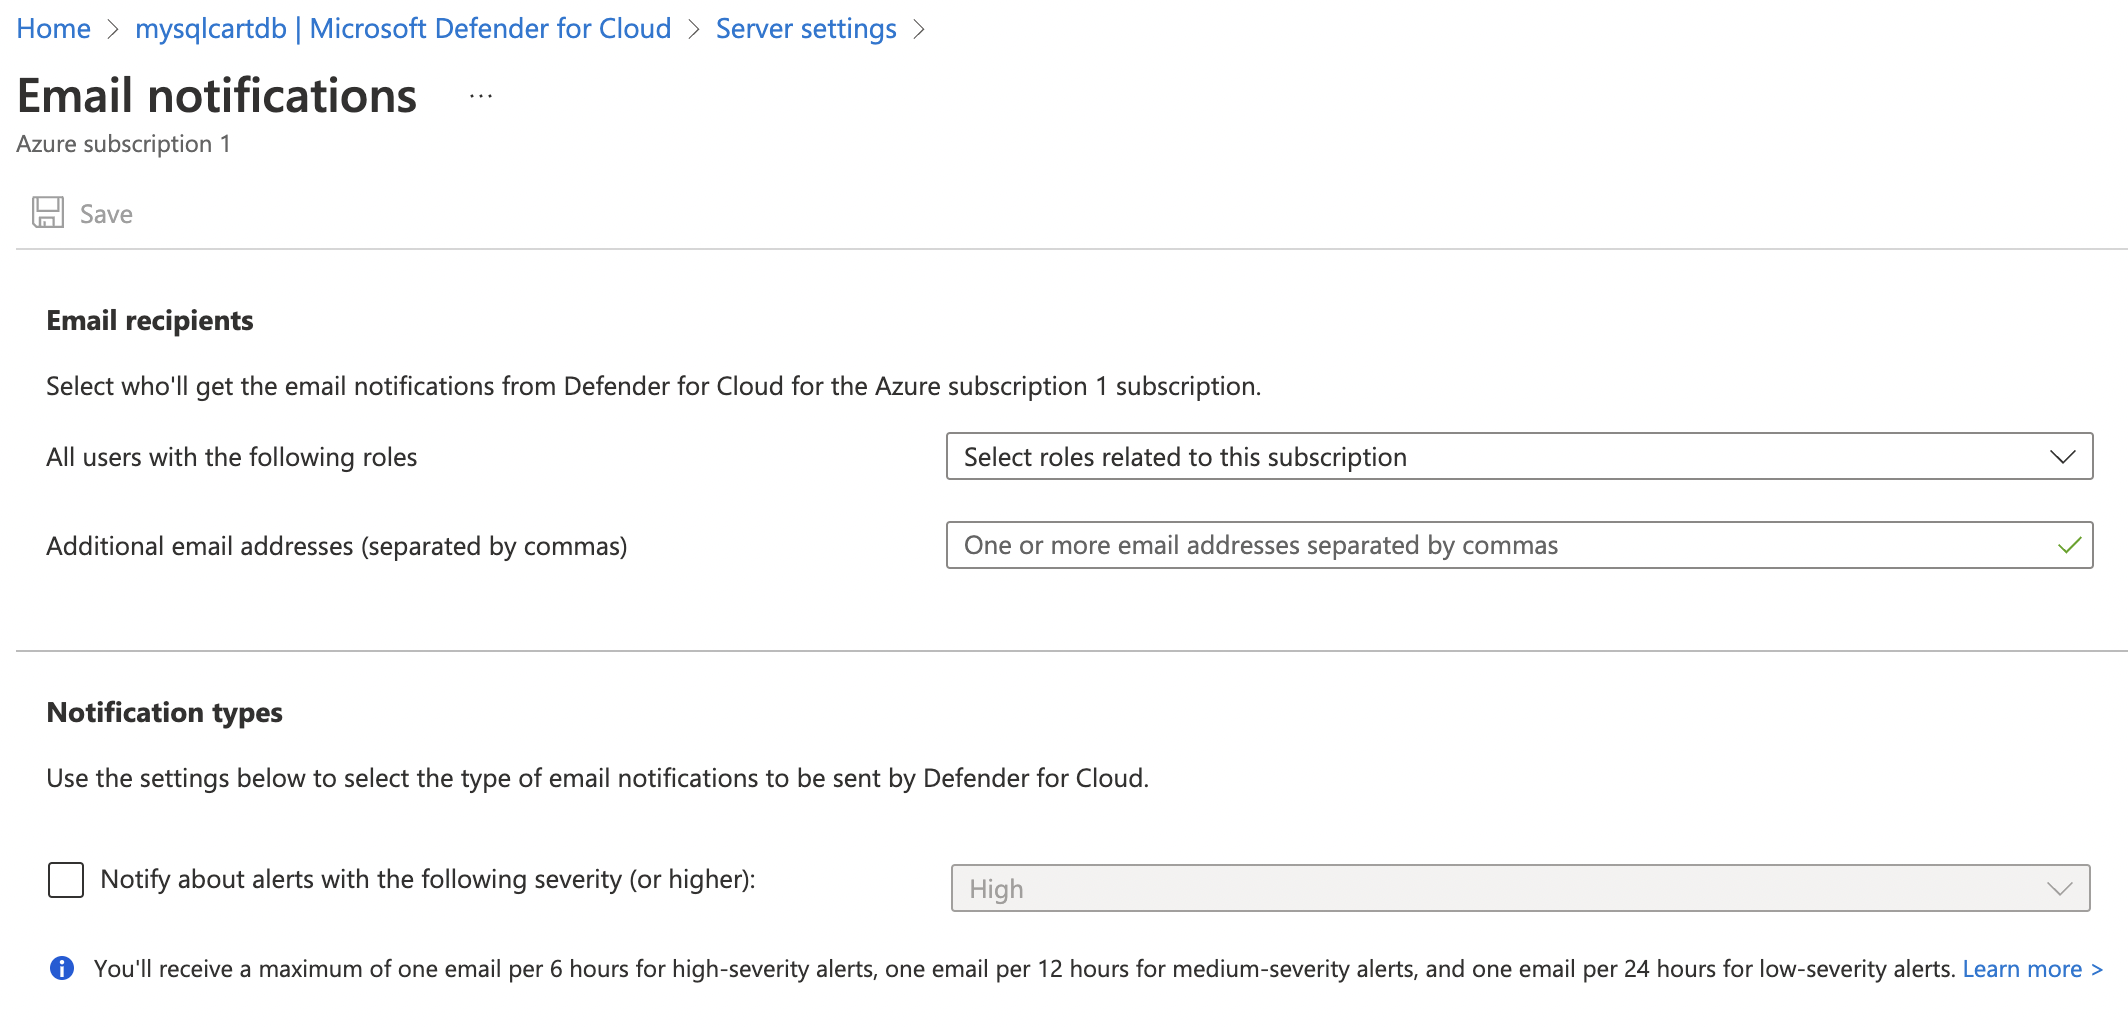 Home > mysqlcartdb | Microsoft Defender for Cloud > Server settings >
Email notifications ...
Azure subscription 1
Save
Email recipients
Select who'll get the email notifications from Defender for Cloud for the Azure subscription 1 subscription.
All users with the following roles
Select roles related to this subscription
Additional email addresses (separated by commas)
One or more email addresses separated by commas
Notification types
Use the settings below to select the type of email notifications to be sent by Defender for Cloud.
Notify about alerts with the following severity (or higher):
High
You'll receive a maximum of one email per 6 hours for high-severity alerts, one email per 12 hours for medium-severity alerts, and one email per 24 hours for low-severity alerts. Learn more >